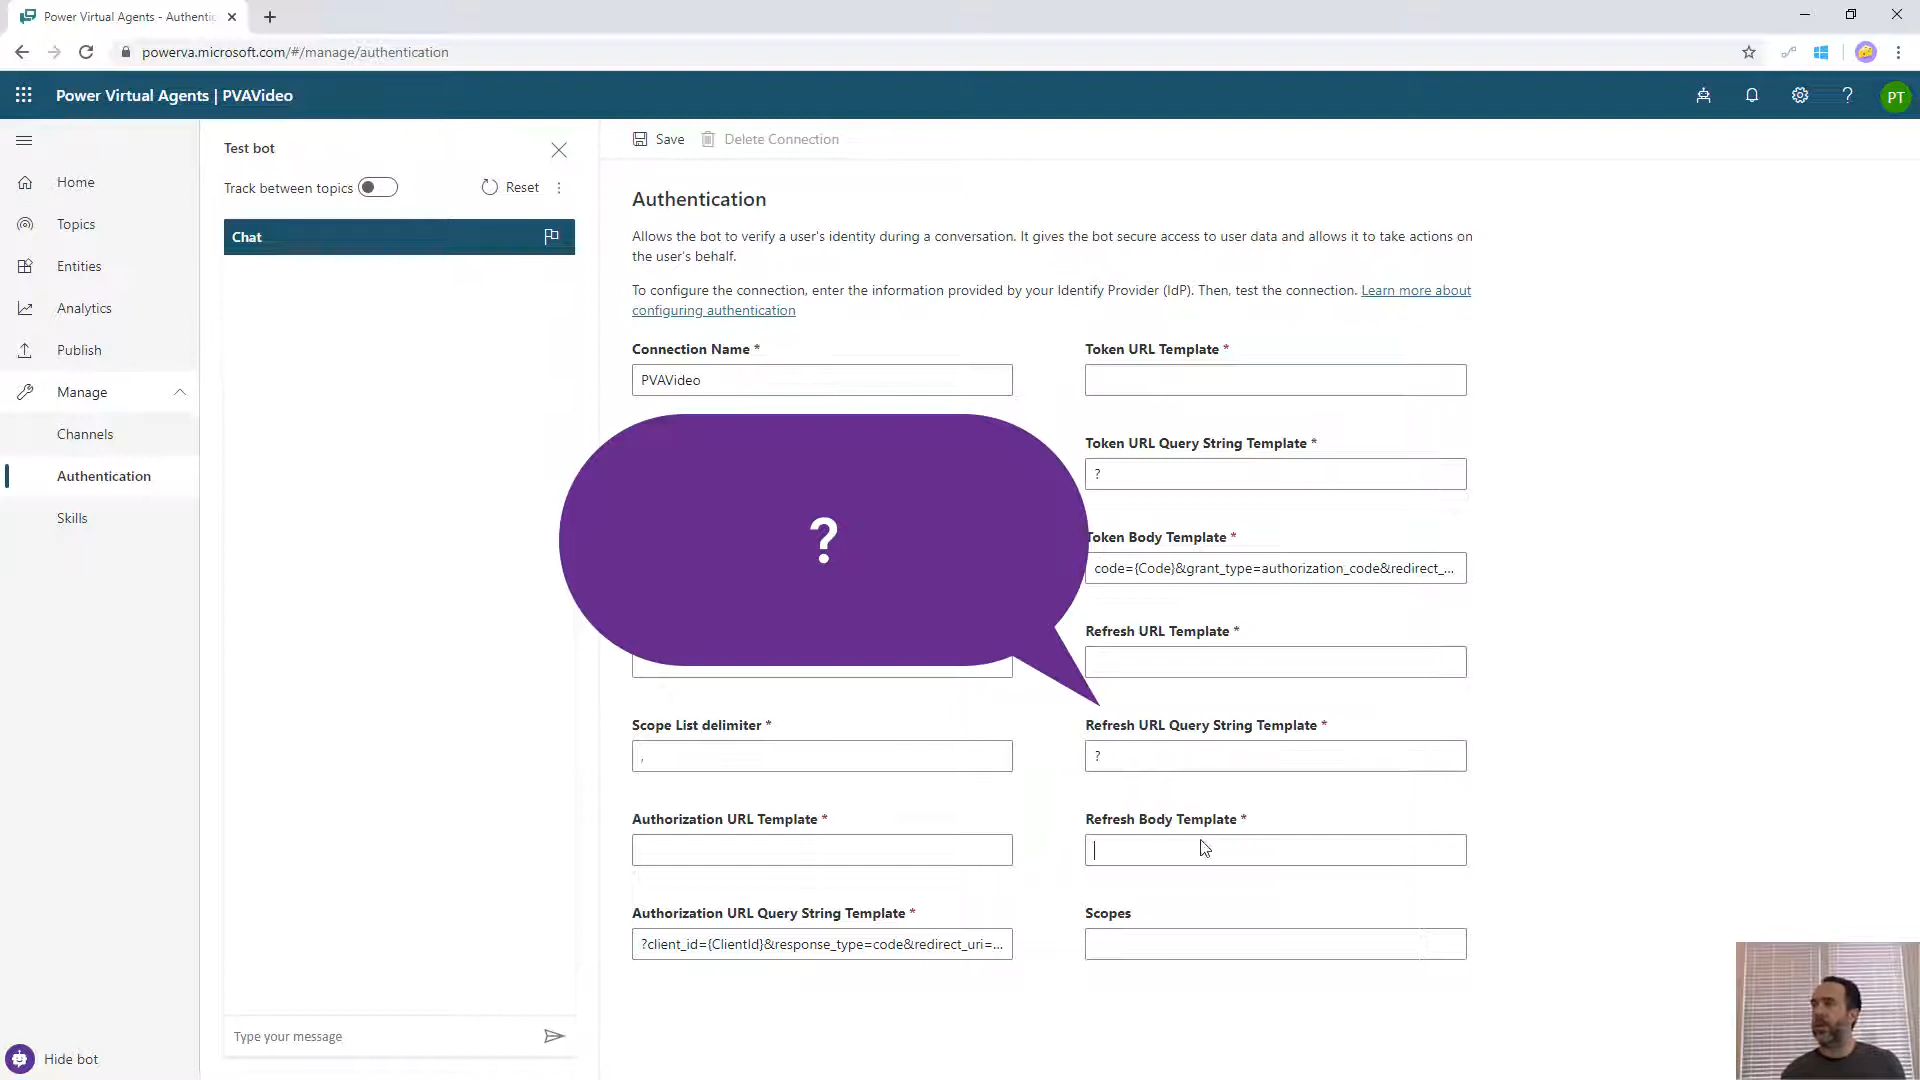 Power Virtual Agents - Authentic
powerva.microsoft.com/#/manage/authentication
Power Virtual Agents | PVAVideo
?
PT
Home
Topics
Entities
Analytics
Publish
Manage
Channels
Authentication
Skills
Hide bot
Test bot
Track between topics
Reset
Chat
Type your message
Save
Delete Connection
Authentication
Allows the bot to verify a user's identity during a conversation. It gives the bot secure access to user data and allows it to take actions on
the user's behalf.
To configure the connection, enter the information provided by your Identify Provider (IdP). Then, test the connection. Learn more about
configuring authentication
Connection Name *
PVAVideo
?
Scope List delimiter *
,
Authorization URL Template *
Authorization URL Query String Template *
?client_id={ClientId}&response_type=code&redirect_uri=...
Token URL Template *
Token URL Query String Template *
?
Token Body Template *
code={Code}&grant_type=authorization_code&redirect_...
Refresh URL Template *
Refresh URL Query String Template *
?
Refresh Body Template *
Scopes